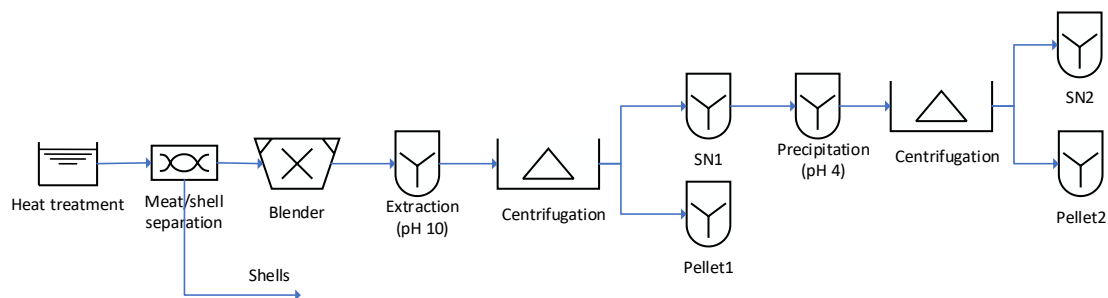 Heat treatment
Meat/shell
separation
Shells
Blender
Extraction
(pH 10)
Centrifugation
SN1
Pellet1
Precipitation
(pH 4)
Centrifugation
SN2
Pellet2